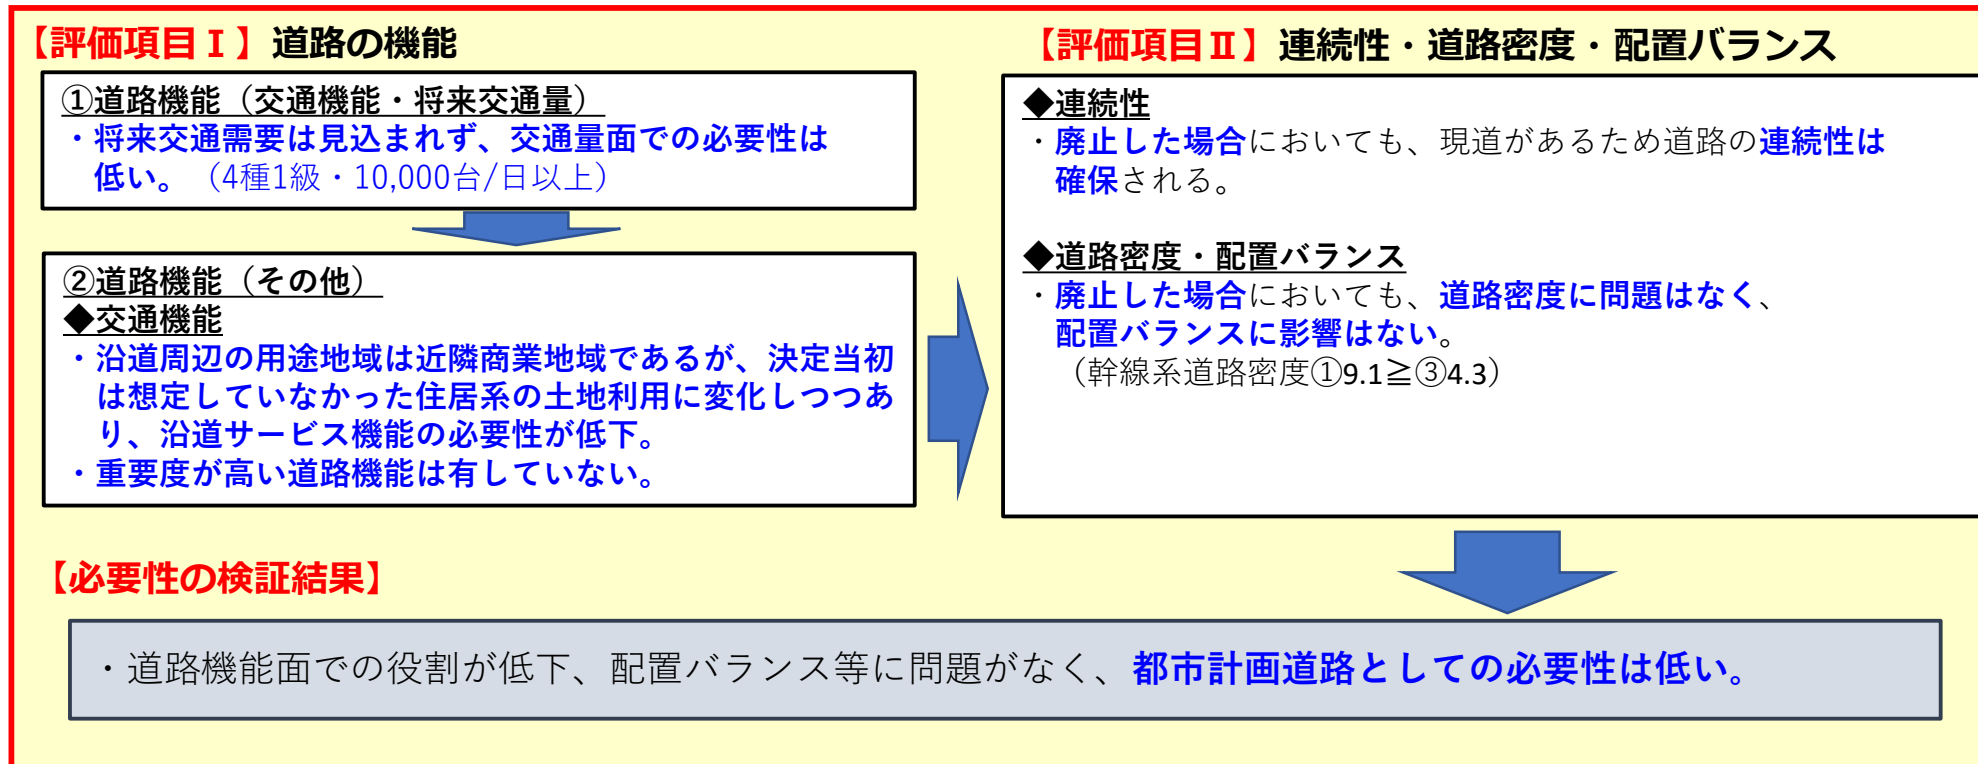 【評価項目Ⅰ】道路の機能
①道路機能（交通機能・将来交通量）
・将来交通需要は見込まれず、交通量面での必要性は
低い。（4種1級・10,000台/日以上）
②道路機能（その他）
◆交通機能
・沿道周辺の用途地域は近隣商業地域であるが、決定当初
は想定していなかった住居系の土地利用に変化しつつあ
り、沿道サービス機能の必要性が低下。
・重要度が高い道路機能は有していない。
【評価項目Ⅱ】連続性・道路密度・配置バランス
◆連続性
・廃止した場合においても、現道があるため道路の連続性は
確保される。
◆道路密度・配置バランス
・廃止した場合においても、道路密度に問題はなく、
配置バランスに影響はない。
（幹線系道路密度①9.1≧③4.3）
【必要性の検証結果】
・道路機能面での役割が低下、配置バランス等に問題がなく、都市計画道路としての必要性は低い。